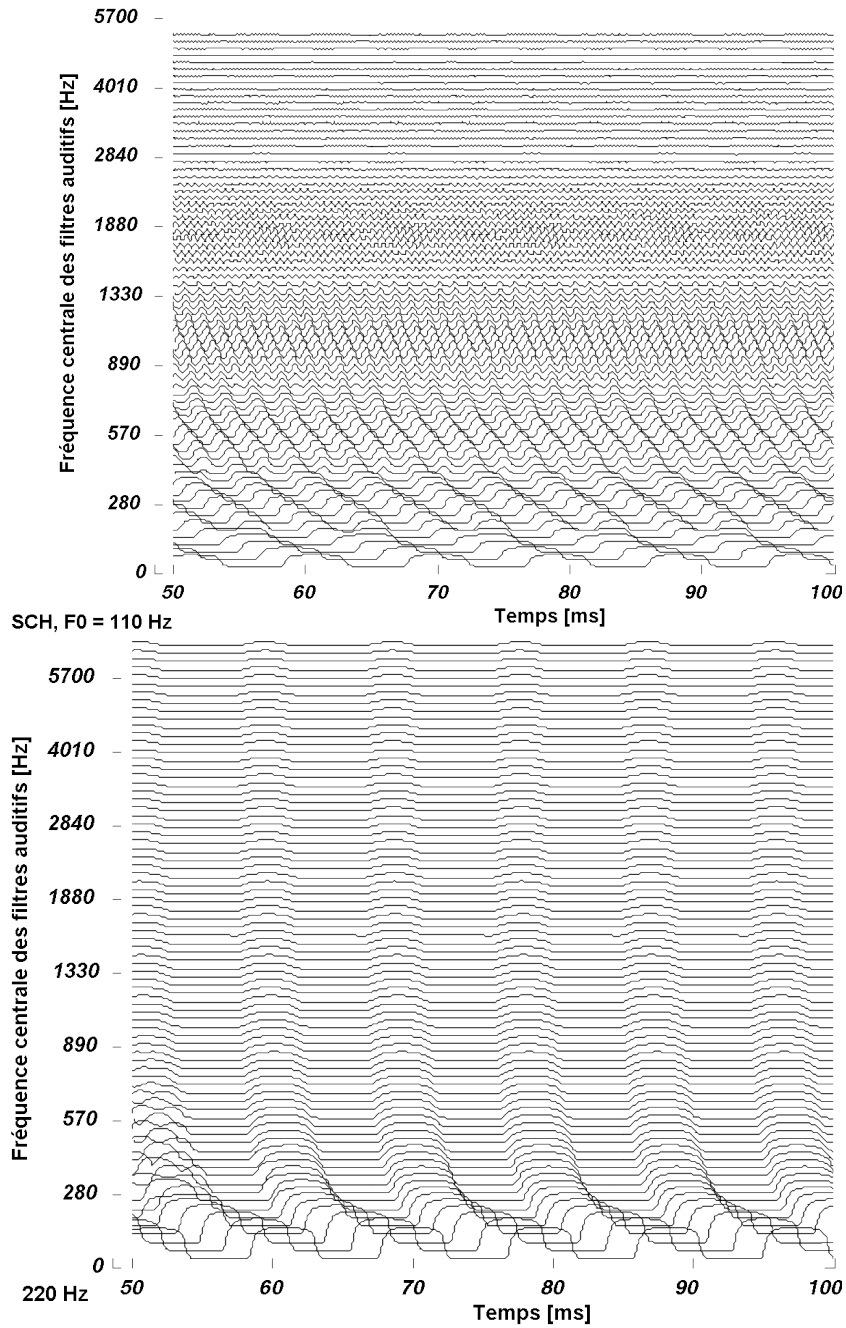 5700
4010
2840
1880
1330
890
570
280
0
Fréquence centrale des filtres auditifs [Hz]
50 60 70 80 90 100
Temps [ms]
SCH, F0 = 110 Hz
5700
4010
2840
1880
1330
890
570
280
0
Fréquence centrale des filtres auditifs [Hz]
50 60 70 80 90 100
220 Hz
Temps [ms]